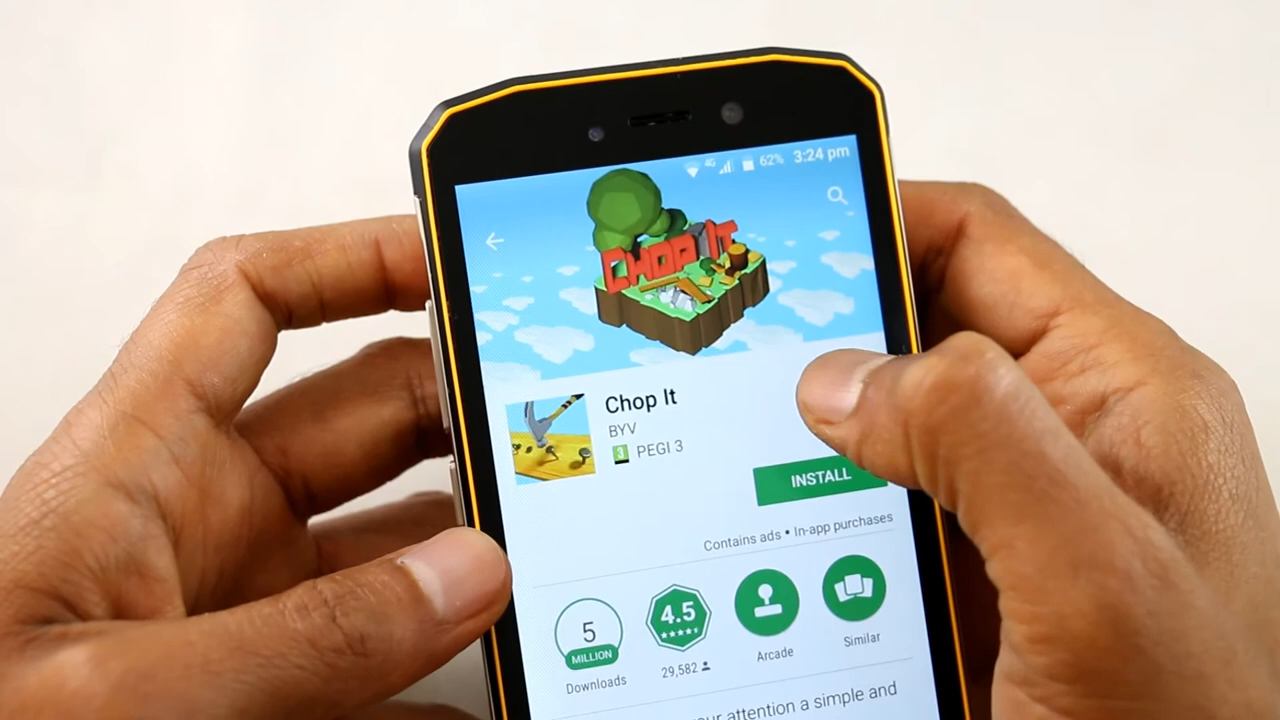 4G 62% 3:24 pm
CHOP IT
Chop It
BYV
3 PEGI 3
INSTALL
Contains ads • In-app purchases
5
MILLION
Downloads
4.5
29,582
Arcade
Similar
your attention a simple and